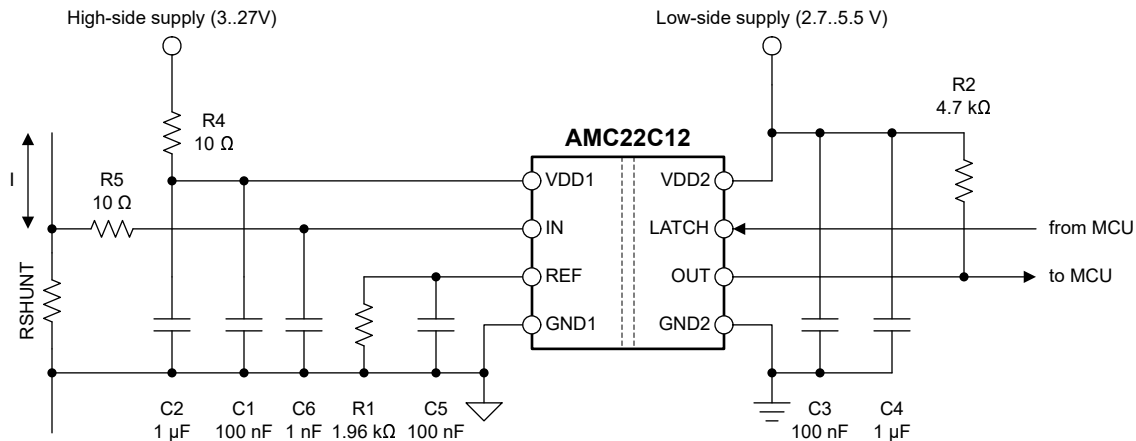 High-side supply (3..27V)
Low-side supply (2.7..5.5 V)
R2
4.7 kΩ
R4
10 Ω
AMC22C12
I
R5
10 Ω
VDD1
VDD2
IN
LATCH
from MCU
RSHUNT
REF
OUT
to MCU
GND1
GND2
C2
1 µF
C1
100 nF
C6
1 nF
R1
1.96 kΩ
C5
100 nF
C3
100 nF
C4
1 µF